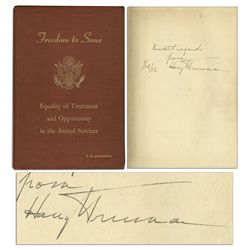 Freedom to Serve
Equality of Treatment
and Opportunity
in the Armed Services
Kindest regards
from
Harry Truman
from
Harry Truman